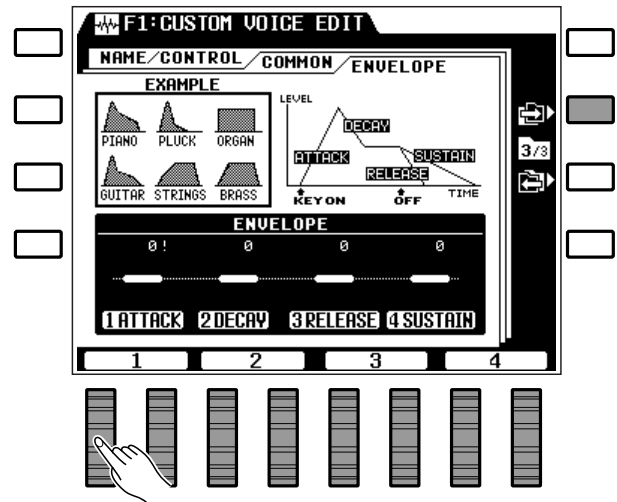 F1:CUSTOM VOICE EDIT
NAME/CONTROL COMMON ENVELOPE
EXAMPLE
PIANO PLUCK ORGAN
GUITAR STRINGS BRASS
LEVEL
DECAY
ATTACK SUSTAIN
RELEASE
KEY ON OFF TIME
3/3
ENVELOPE
0! 0 0 0
1 ATTACK 2 DECAY 3 RELEASE 4 SUSTAIN
1 2 3 4